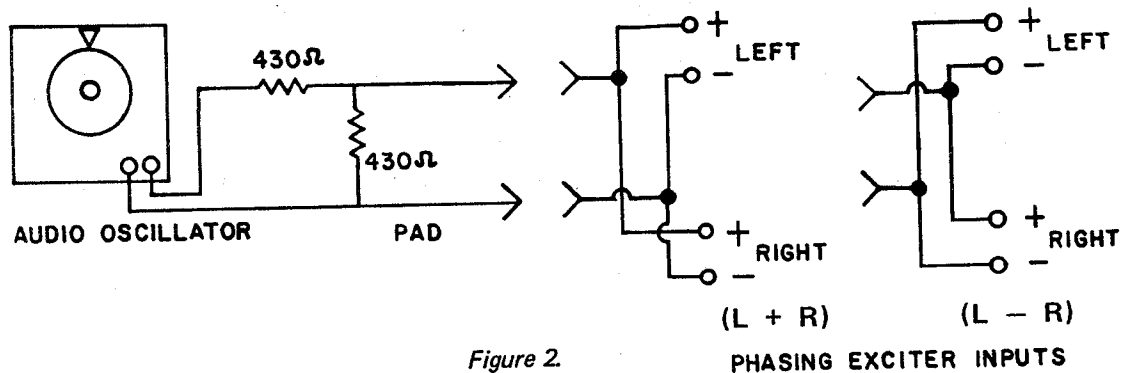 430Ω
430Ω
AUDIO OSCILLATOR
PAD
+
LEFT
−
+
RIGHT
−
(L + R)
+
LEFT
−
+
RIGHT
−
(L − R)
Figure 2.
PHASING EXCITER INPUTS